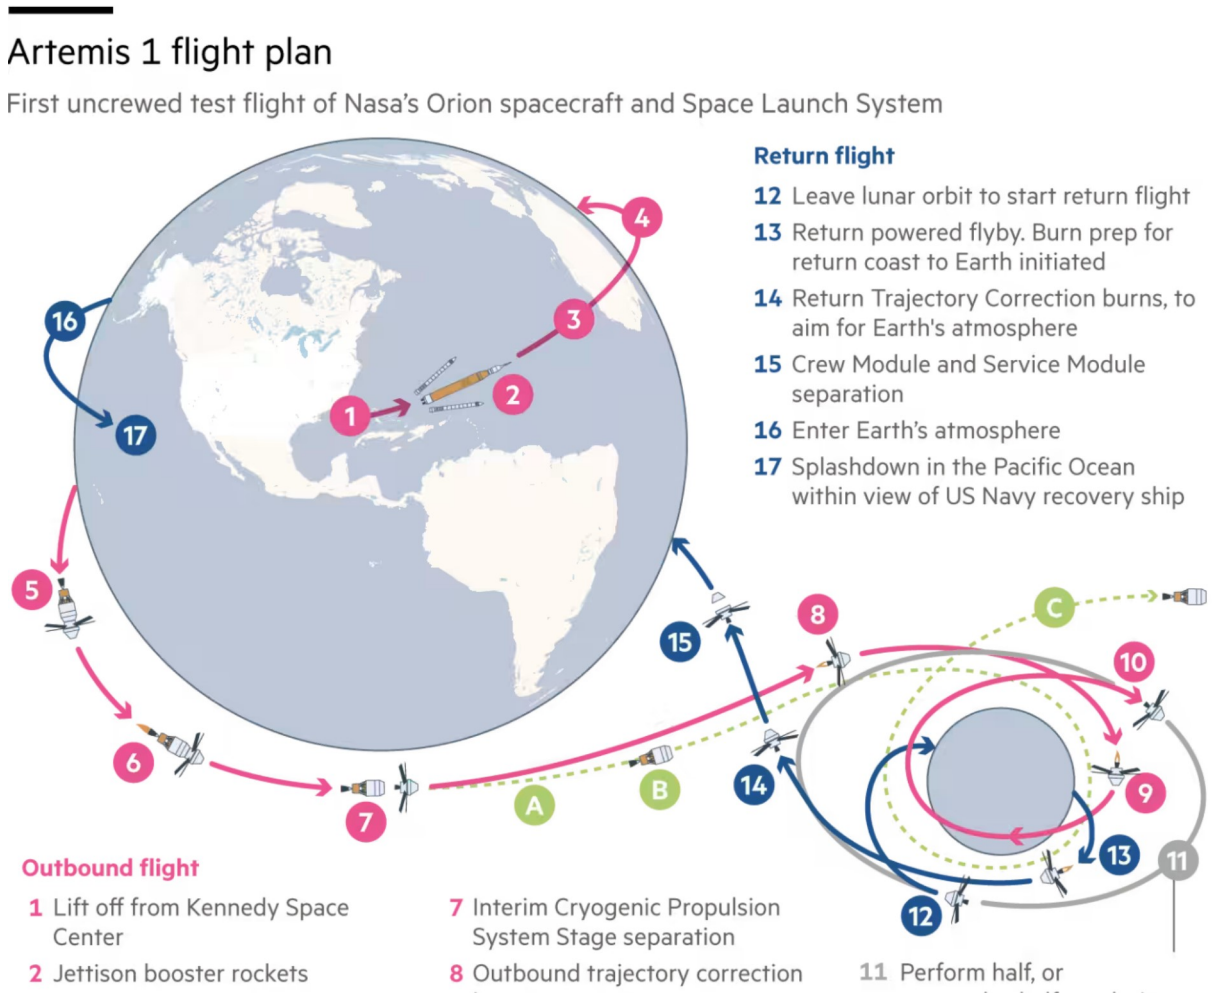 Artemis 1 flight plan
First uncrewed test flight of Nasa's Orion spacecraft and Space Launch System
Return flight
12 Leave lunar orbit to start return flight
13 Return powered flyby. Burn prep for
return coast to Earth initiated
14 Return Trajectory Correction burns, to
aim for Earth's atmosphere
15 Crew Module and Service Module
separation
16 Enter Earth's atmosphere
17 Splashdown in the Pacific Ocean
within view of US Navy recovery ship
4
16
3
2
1
17
5
C
8
15
10
6
14
B
A
9
7
13
11
12
Outbound flight
1 Lift off from Kennedy Space
Center
2 Jettison booster rockets
7 Interim Cryogenic Propulsion
System Stage separation
8 Outbound trajectory correction
11 Perform half, or